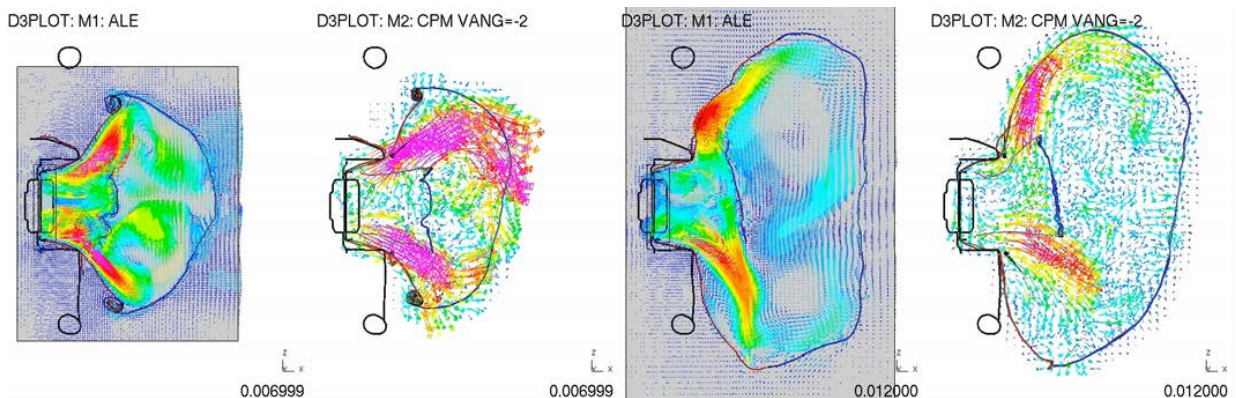 D3PLOT: M1: ALE
D3PLOT: M2: CPM VANG=-2
D3PLOT: M1: ALE
D3PLOT: M2: CPM VANG=-2
z
x
0.006999
z
x
0.006999
z
x
0.012000
z
x
0.012000